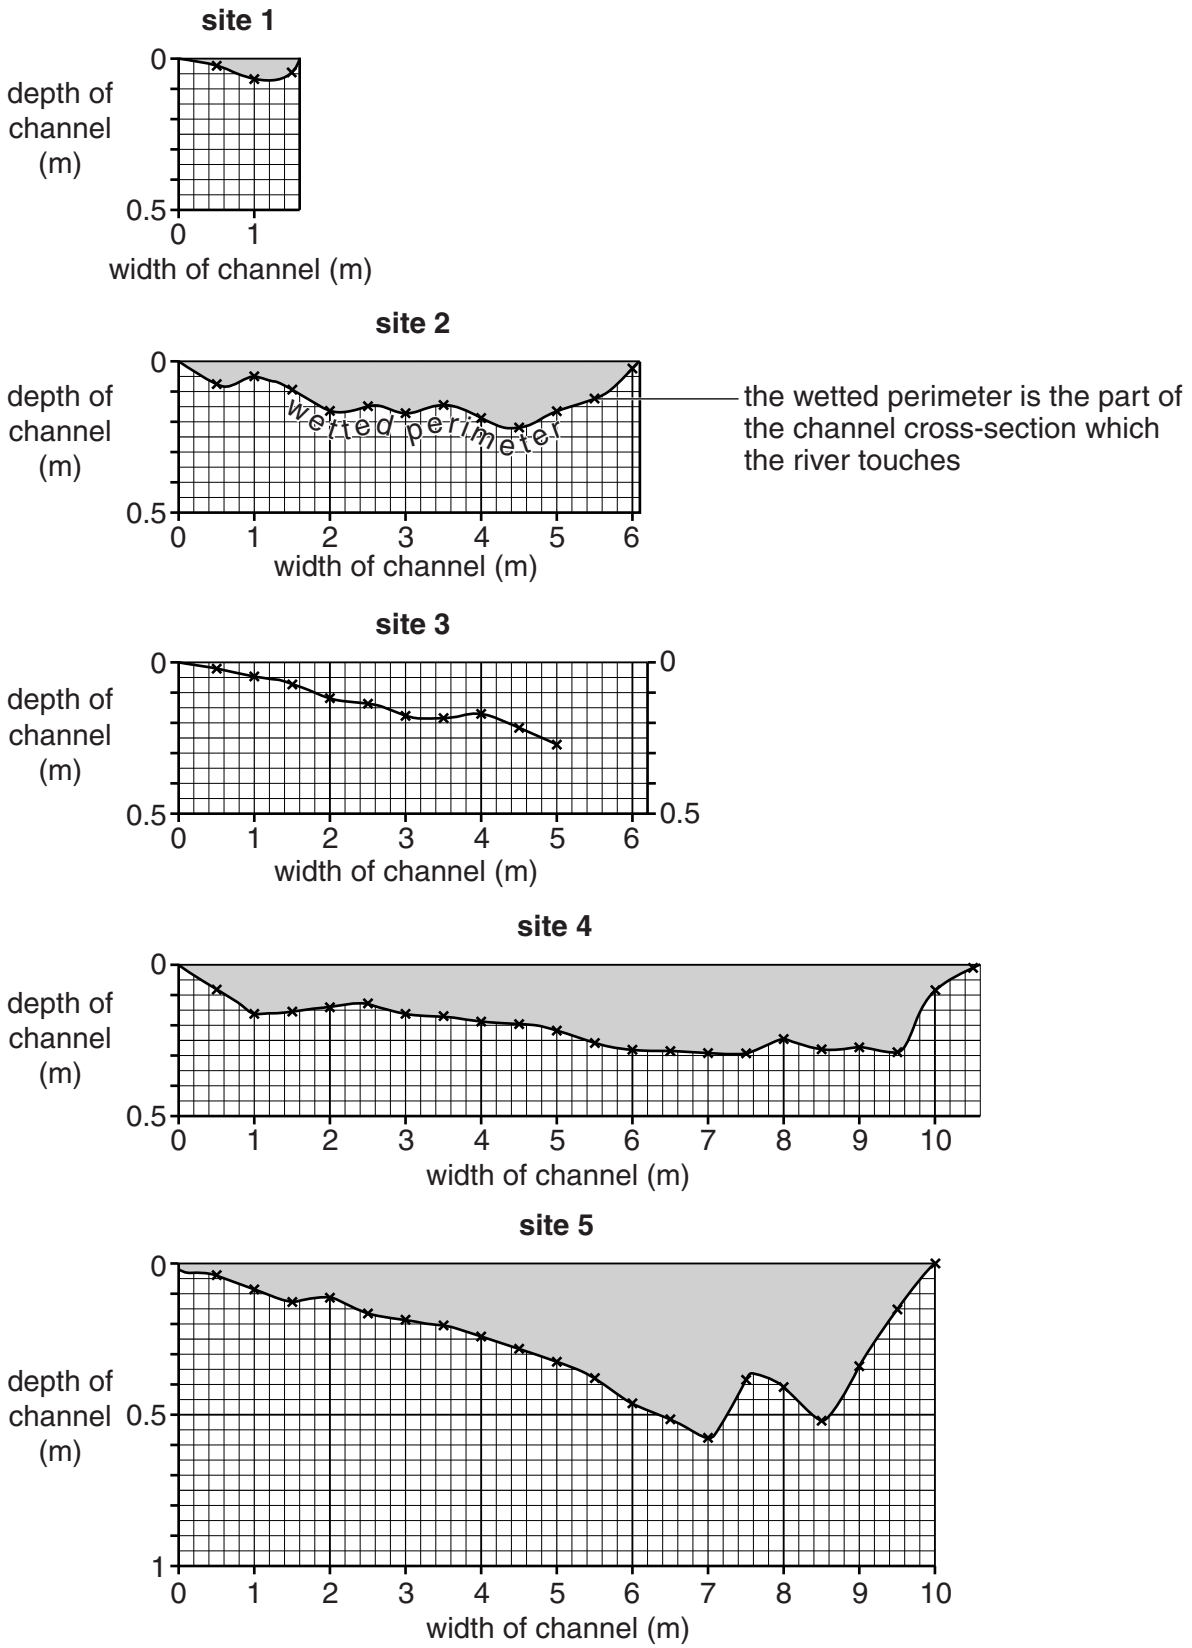 site 1
0
depth of
channel
(m)
0.5
0 1
width of channel (m)
site 2
0
depth of
channel
(m)
0.5
wetted perimeter
the wetted perimeter is the part of
the channel cross-section which
the river touches
0 1 2 3 4 5 6
width of channel (m)
site 3
0 0
depth of
channel
(m)
0.5 0.5
0 1 2 3 4 5 6
width of channel (m)
site 4
0
depth of
channel
(m)
0.5
0 1 2 3 4 5 6 7 8 9 10
width of channel (m)
site 5
0
depth of
channel 0.5
(m)
1
0 1 2 3 4 5 6 7 8 9 10
width of channel (m)